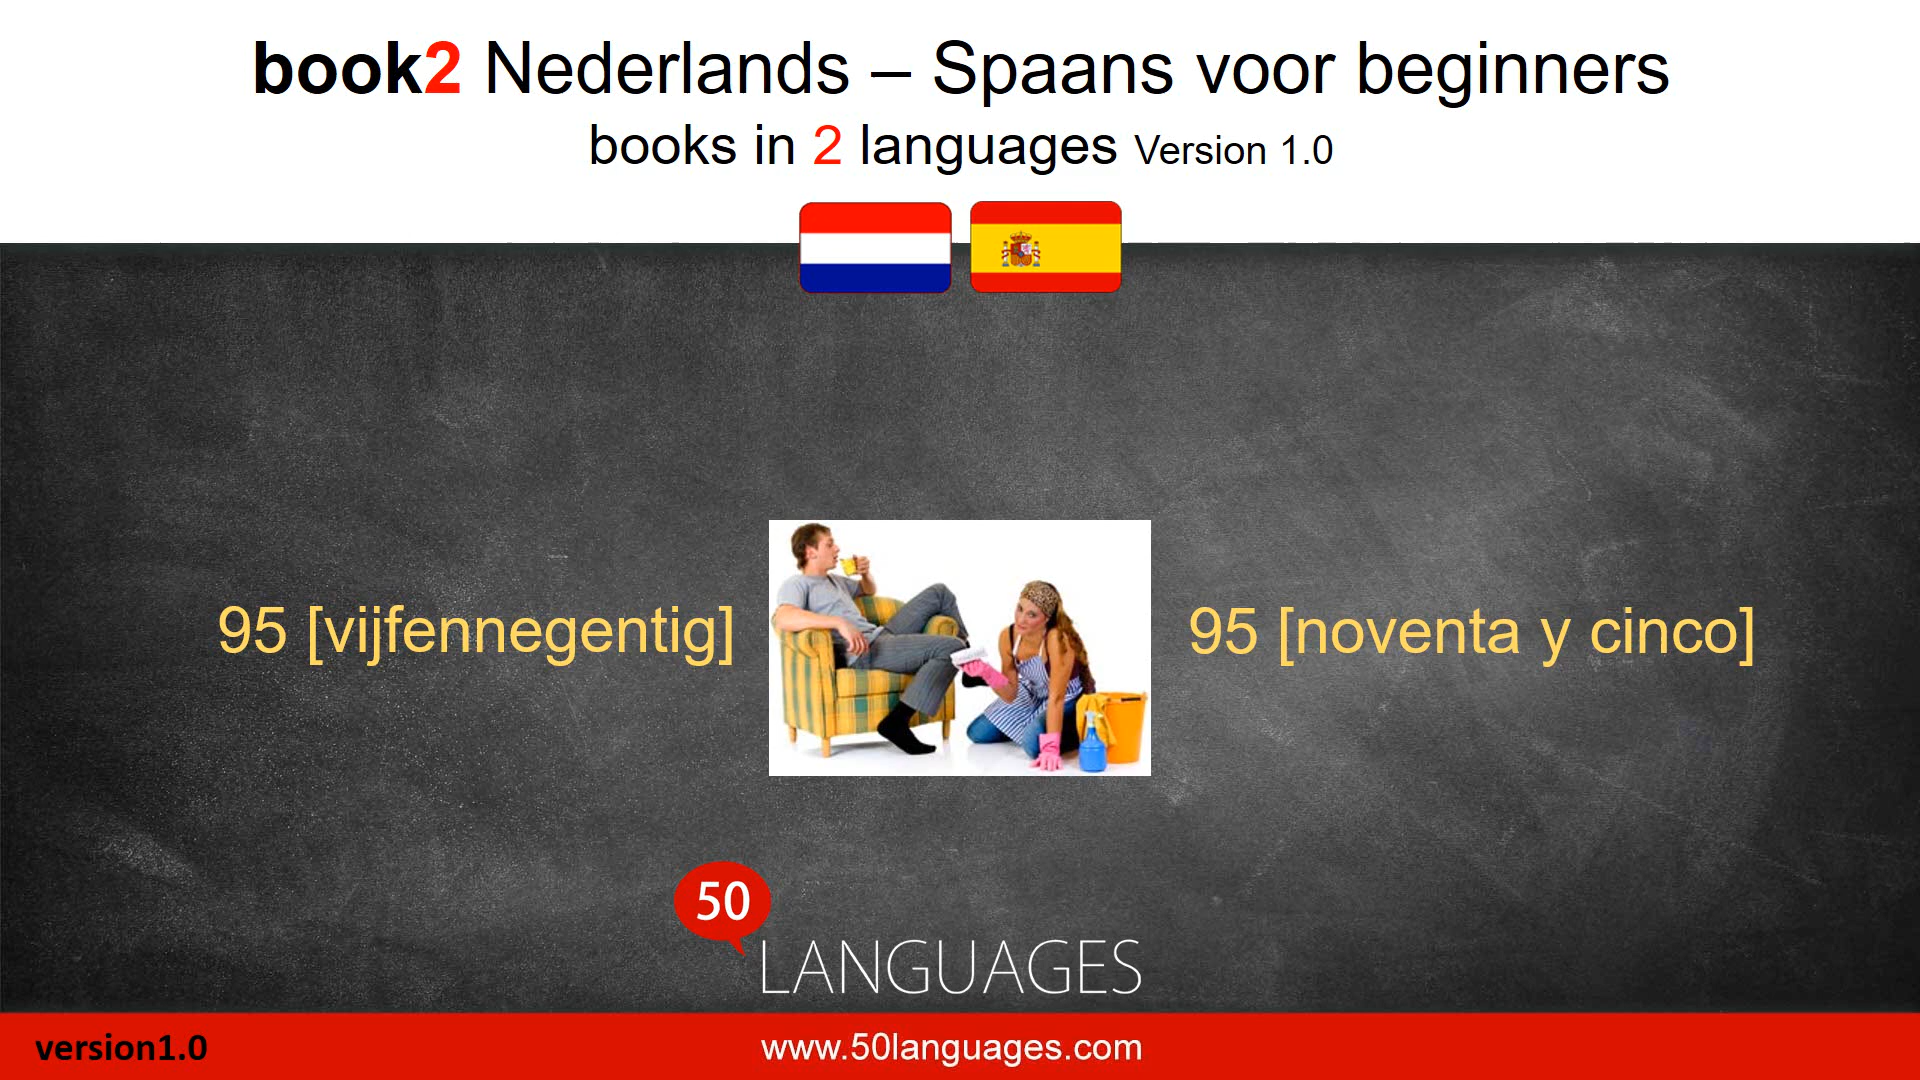 book2 Nederlands – Spaans voor beginners
books in 2 languages Version 1.0
95 [vijfennegentig]
95 [noventa y cinco]
50
LANGUAGES
version1.0
www.50languages.com